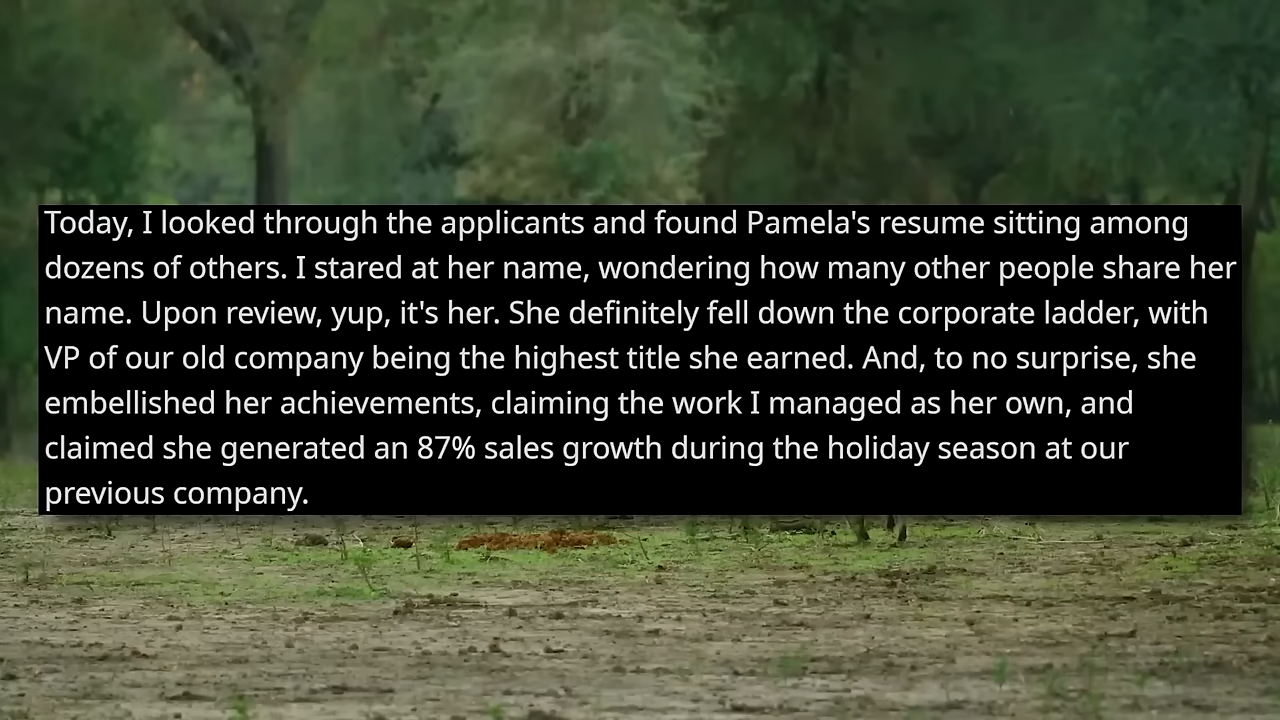 Today, I looked through the applicants and found Pamela's resume sitting among
dozens of others. I stared at her name, wondering how many other people share her
name. Upon review, yup, it's her. She definitely fell down the corporate ladder, with
VP of our old company being the highest title she earned. And, to no surprise, she
embellished her achievements, claiming the work I managed as her own, and
claimed she generated an 87% sales growth during the holiday season at our
previous company.